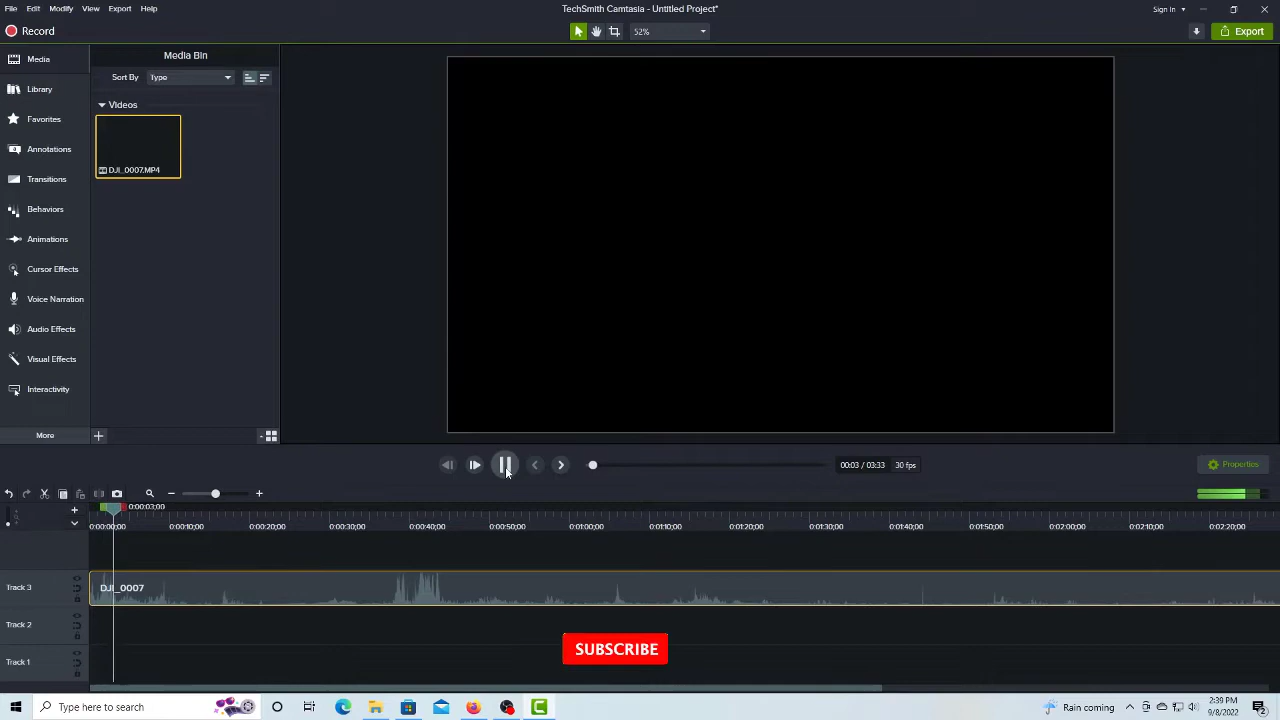 File Edit Modify View Export Help
TechSmith Camtasia - Untitled Project*
Sign In
Record
52%
Export
Media
Library
Favorites
Annotations
Transitions
Behaviors
Animations
Cursor Effects
Voice Narration
Audio Effects
Visual Effects
Interactivity
More
Media Bin
Sort By Type
Videos
DJI_0007.MP4
00:03 / 03:33 30 fps
Properties
0:00:03;00
0:00:00;00 0:00:10;00 0:00:20;00 0:00:30;00 0:00:40;00 0:00:50;00 0:01:00;00 0:01:10;00 0:01:20;00 0:01:30;00 0:01:40;00 0:01:50;00 0:02:00;00 0:02:10;00 0:02:20;00
Track 3
DJI_0007
Track 2
Track 1
SUBSCRIBE
Type here to search
Rain coming
2:39 PM
9/8/2022
2